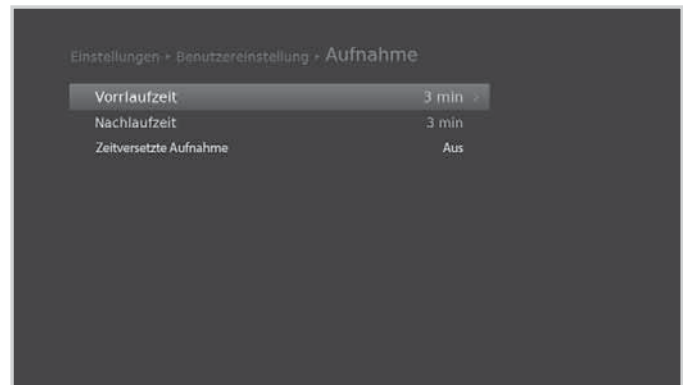 Einstellungen • Benutzereinstellung • Aufnahme
Vorrlaufzeit 3 min >
Nachlaufzeit 3 min
Zeitversetzte Aufnahme Aus